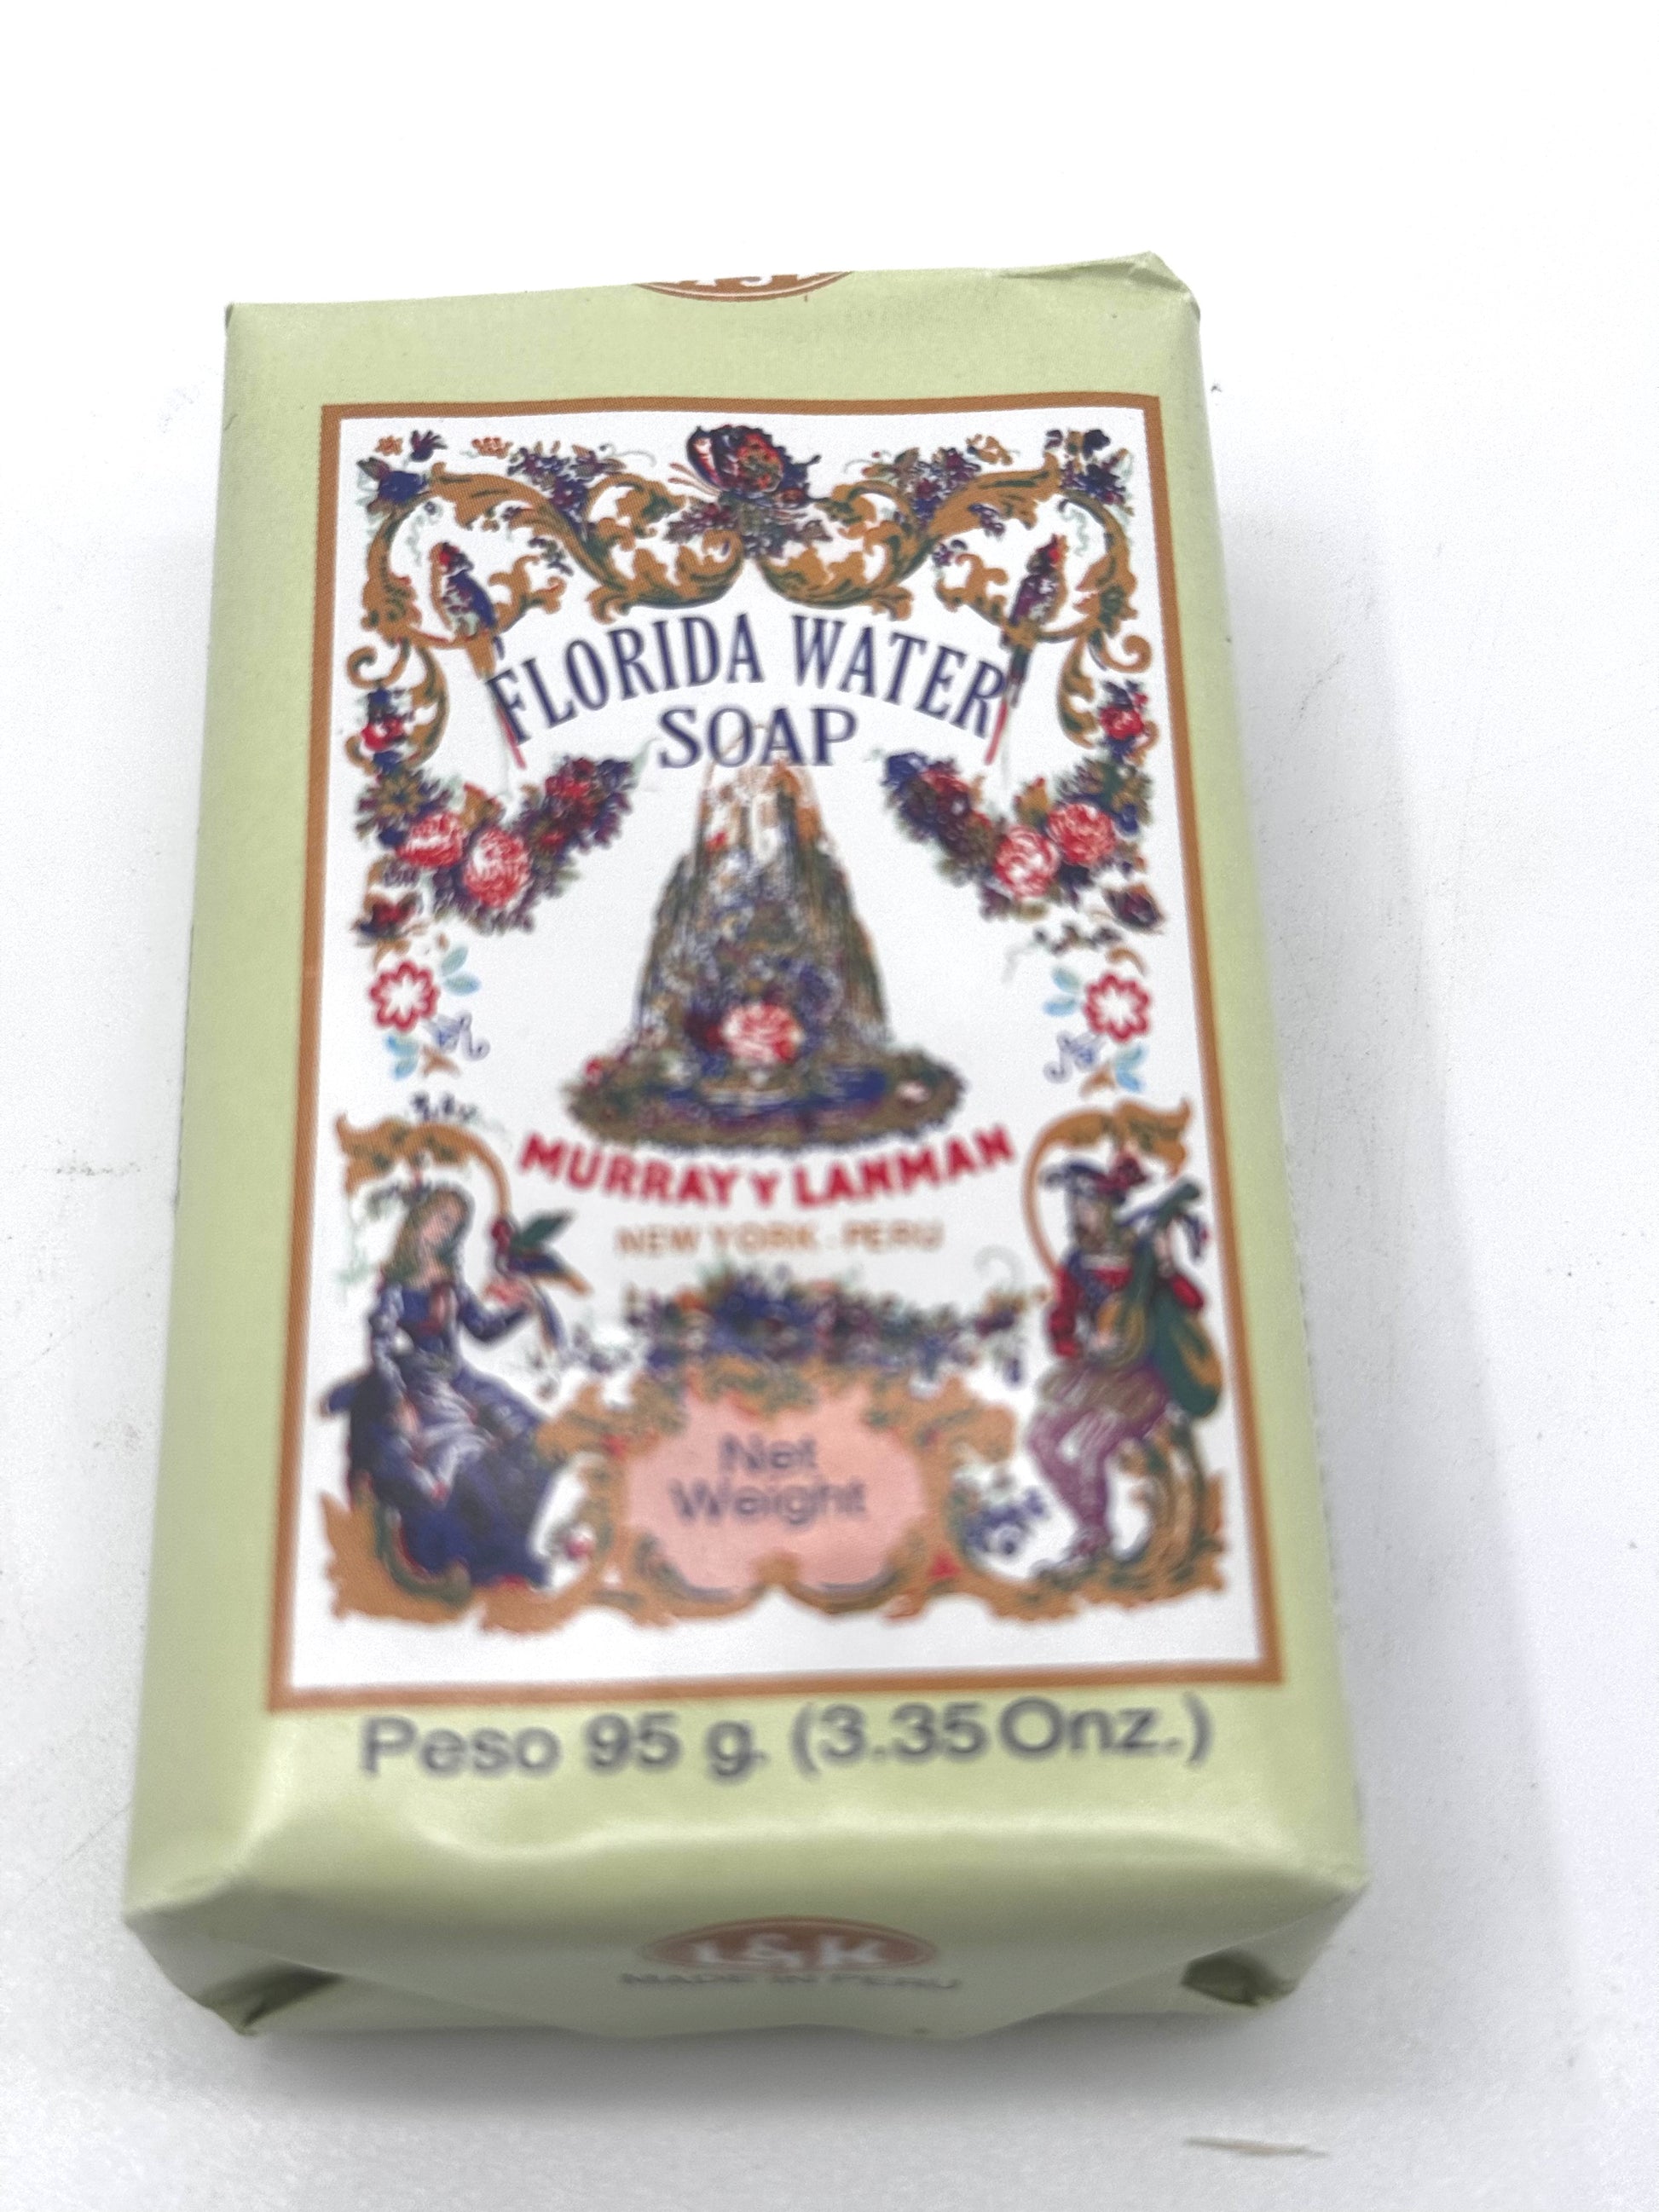 FLORIDA WATER
SOAP
MURRAY Y LANMAN
NEW YORK - PERU
Net
Weight
Peso 95 g. (3.35 Onz.)
L&K
MADE IN PERU